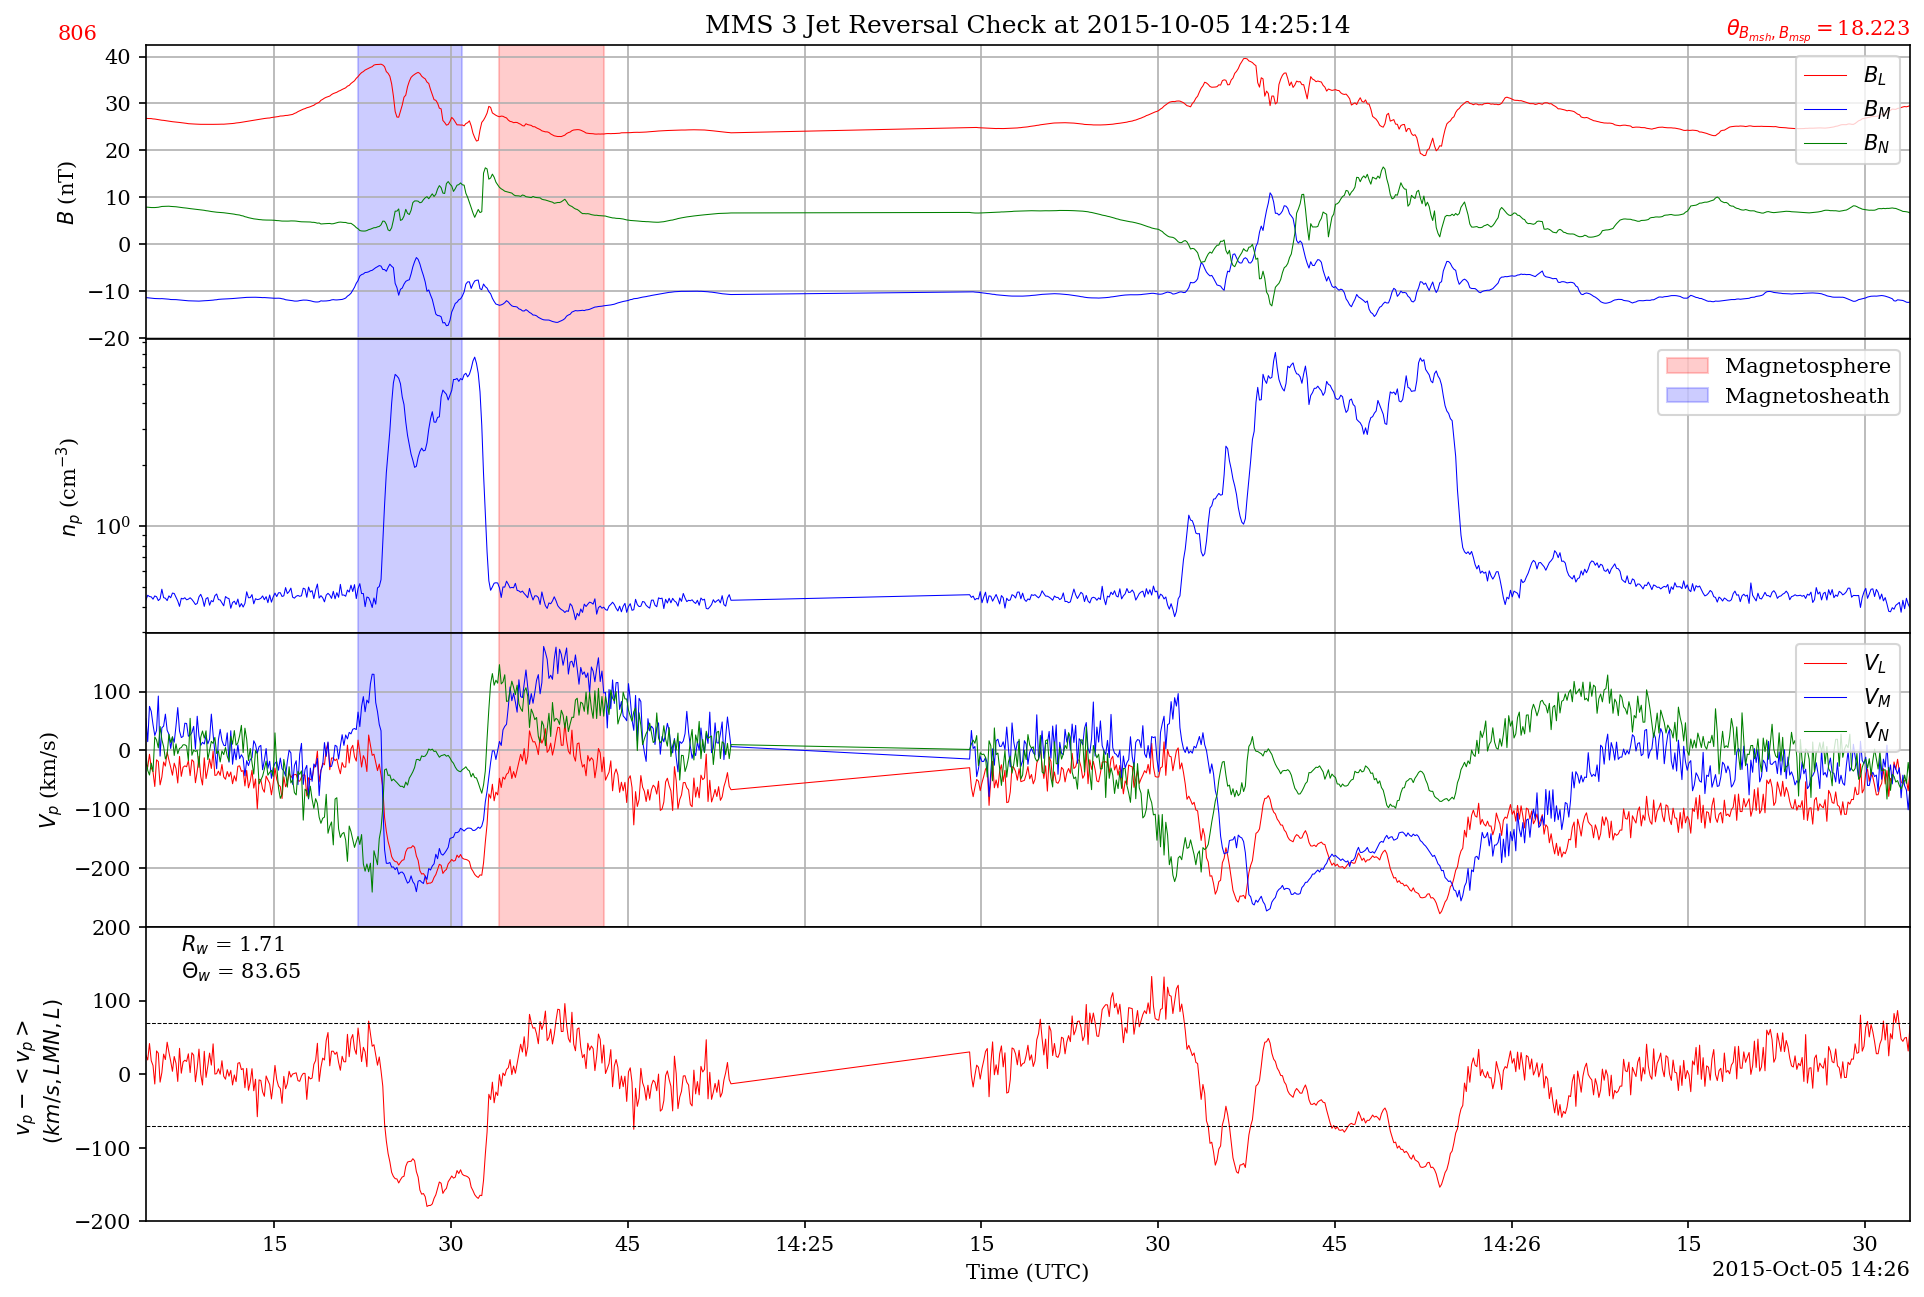 MMS 3 Jet Reversal Check at 2015-10-05 14:25:14
806
θ_{B_{msh}, B_{msp}} = 18.223
40
30
20
10
0
−10
−20
B (nT)
B_L
B_M
B_N
10^0
n_p (cm^{−3})
Magnetosphere
Magnetosheath
100
0
−100
−200
V_p (km/s)
V_L
V_M
V_N
200
100
0
−100
−200
v_p − < v_p >
(km/s, LMN, L)
R_w = 1.71
Θ_w = 83.65
15 30 45 14:25 15 30 45 14:26 15 30
Time (UTC)
2015-Oct-05 14:26